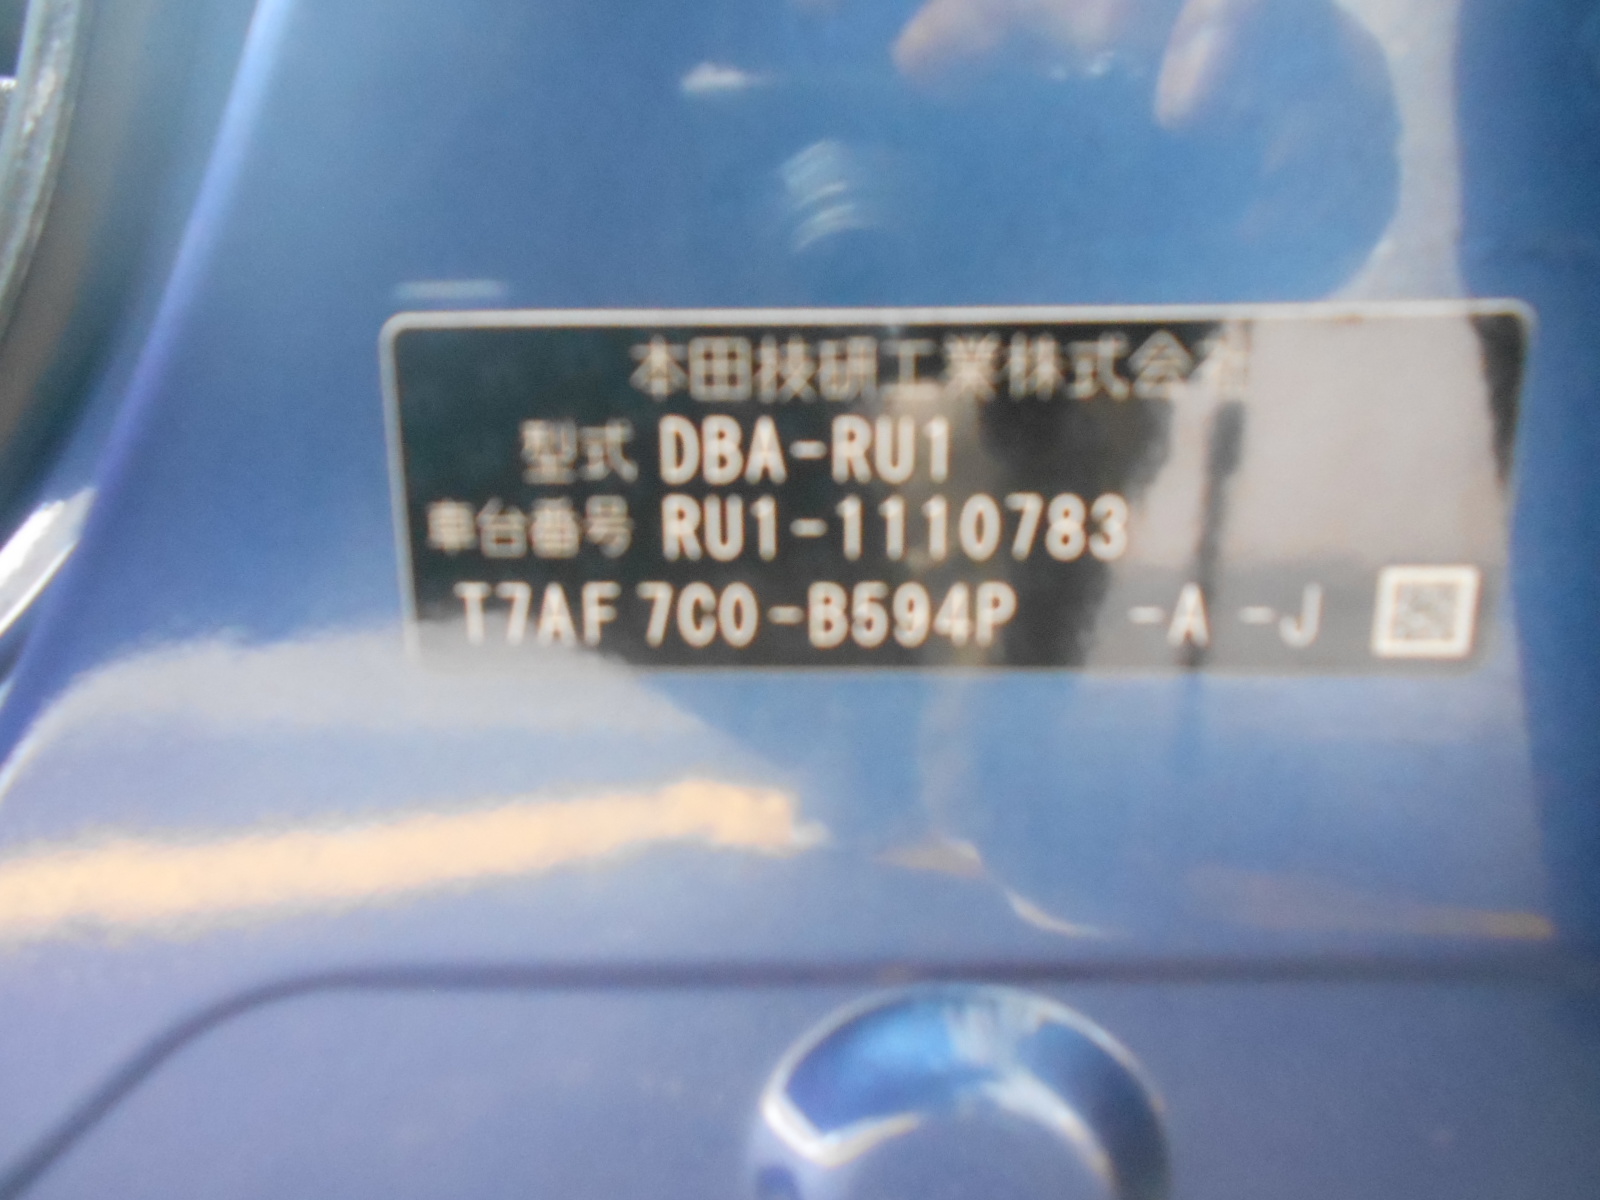 本田技研工業株式会社
型式 DBA-RU1
車台番号 RU1-1110783
T7AF 7C0-B594P -A -J